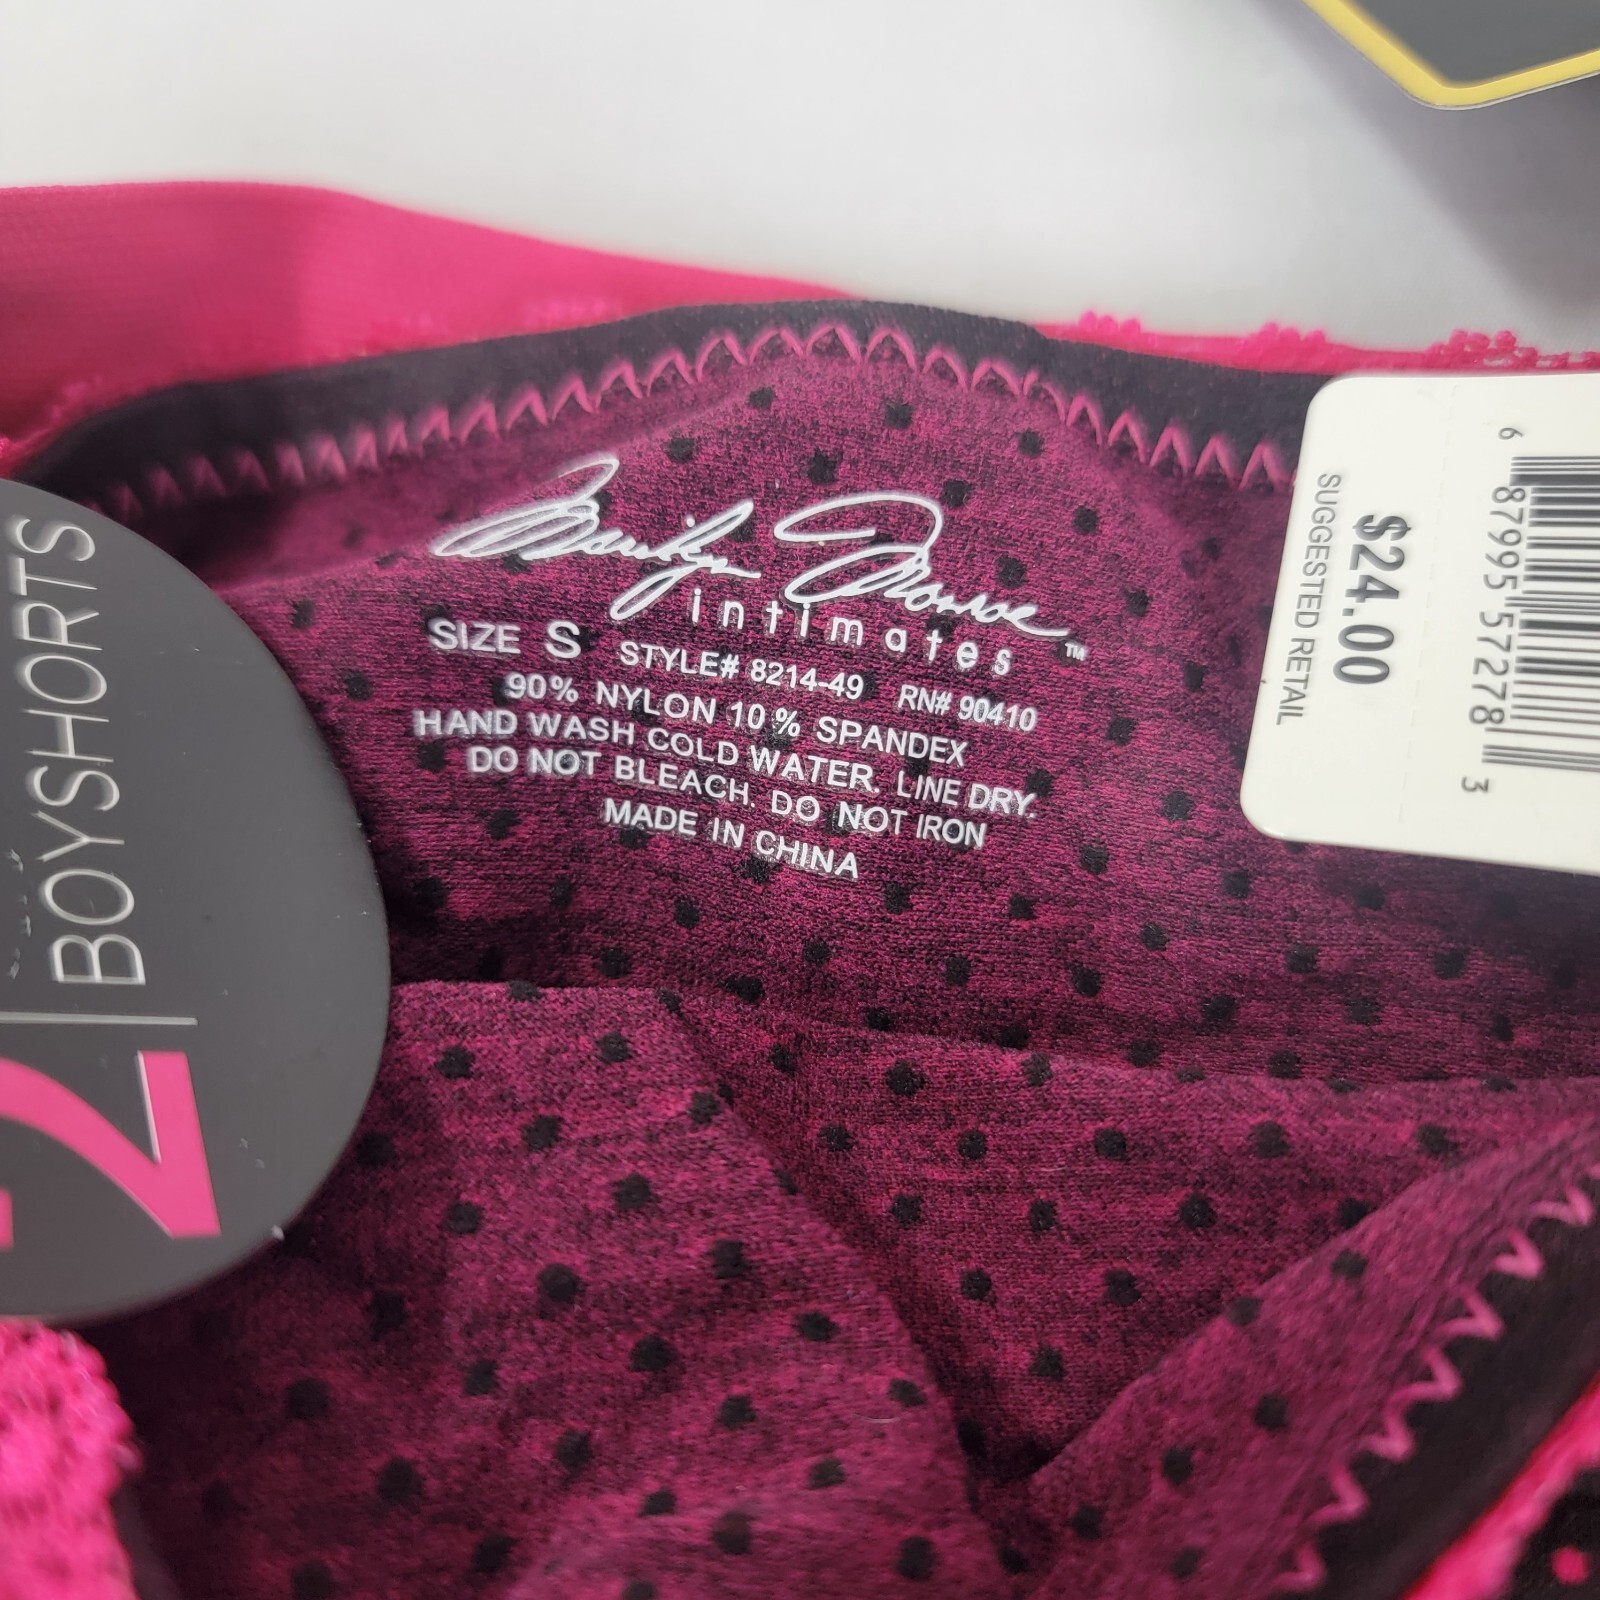 Marilyn Monroe™
intimates
SIZE S STYLE# 8214-49 RN# 90410
90% NYLON 10% SPANDEX
HAND WASH COLD WATER. LINE DRY.
DO NOT BLEACH. DO NOT IRON
MADE IN CHINA
2 | BOYSHORTS
$24.00
SUGGESTED RETAIL
6 87995 57278 3